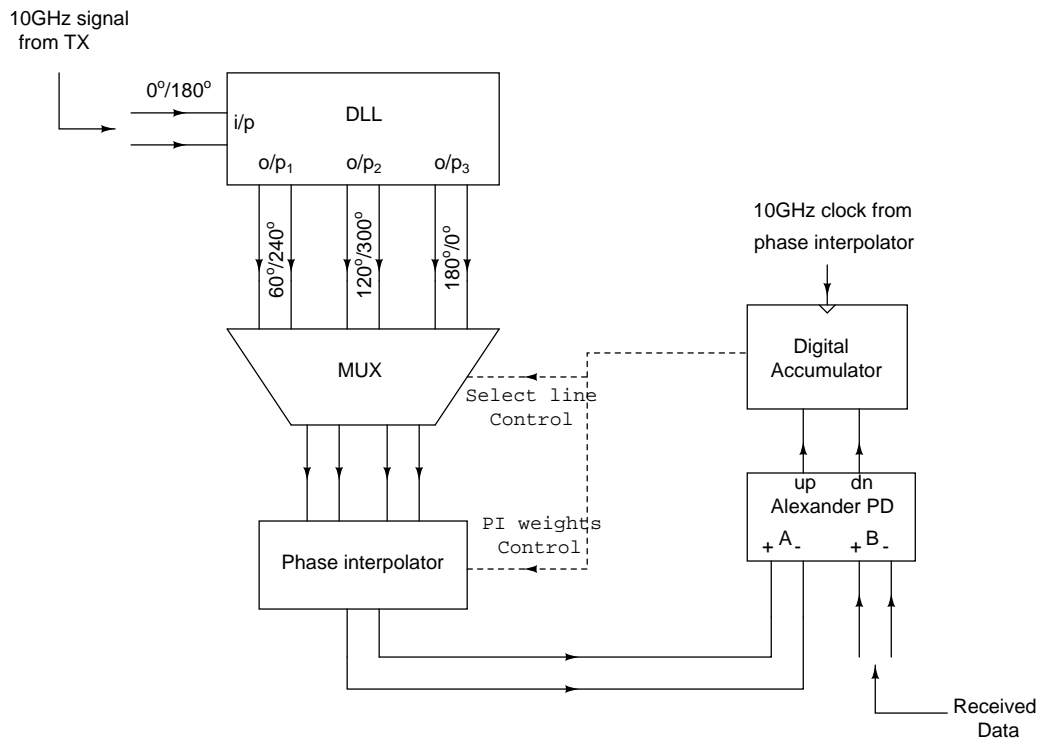 10GHz signal
from TX
0°/180°
i/p
DLL
o/p₁
o/p₂
o/p₃
60°/240°
120°/300°
180°/0°
MUX
Select line
Control
PI weights
Control
Phase interpolator
10GHz clock from
phase interpolator
Digital
Accumulator
up
dn
Alexander PD
+ A -
+ B -
Received
Data